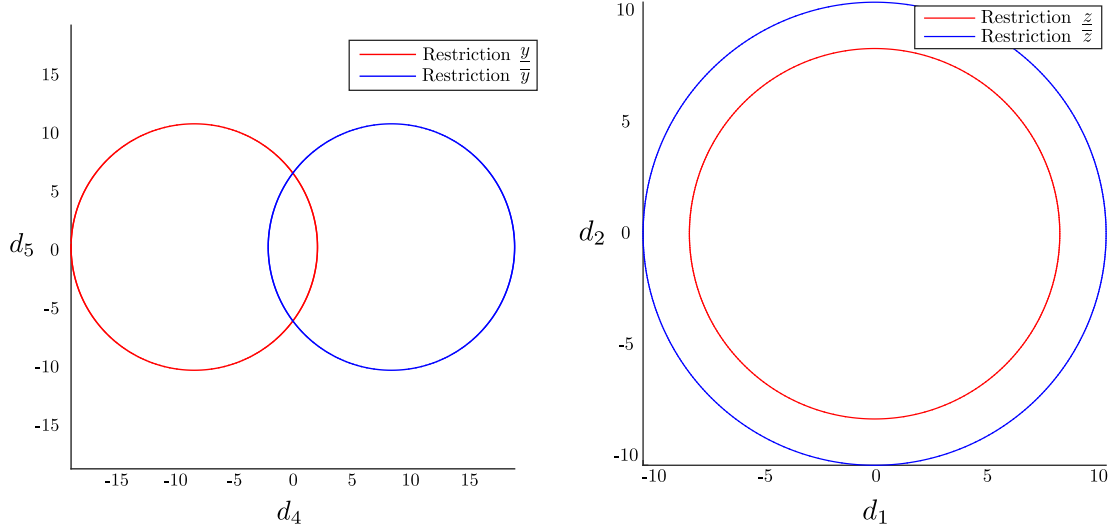 Restriction y̲
Restriction y̅
15
10
5
d₅ 0
-5
-10
-15
-15 -10 -5 0 5 10 15
d₄
Restriction z̲
Restriction z̅
10
5
d₂ 0
-5
-10
-10 -5 0 5 10
d₁